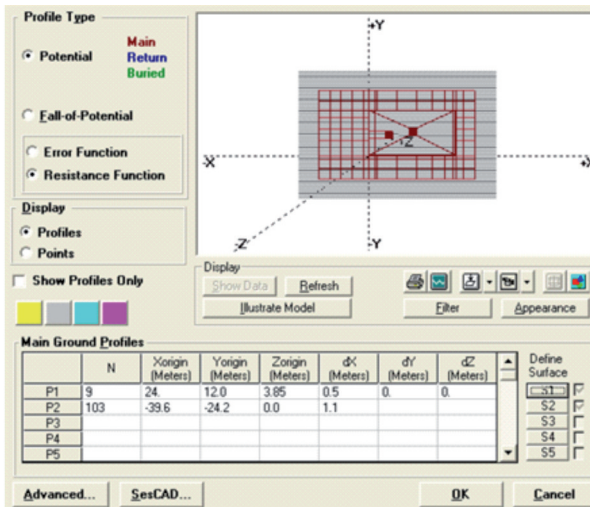 Profile Type
Main
Potential
Return
Buried
Fall-of-Potential
Error Function
Resistance Function
Display
Profiles
Points
Show Profiles Only
+Y
-X
+X
-Z
-Z
-Y
Display
Show Data
Refresh
Illustrate Model
Filter
Appearance
Main Ground Profiles
N Xorigin (Meters) Yorigin (Meters) Zorigin (Meters) dX (Meters) dY (Meters) dZ (Meters)
P1 9 24. 12.0 3.85 0.5 0. 0.
P2 103 -39.6 -24.2 0.0 1.1
P3
P4
P5
Define Surface
S1
S2
S3
S4
S5
Advanced...
SesCAD...
OK
Cancel